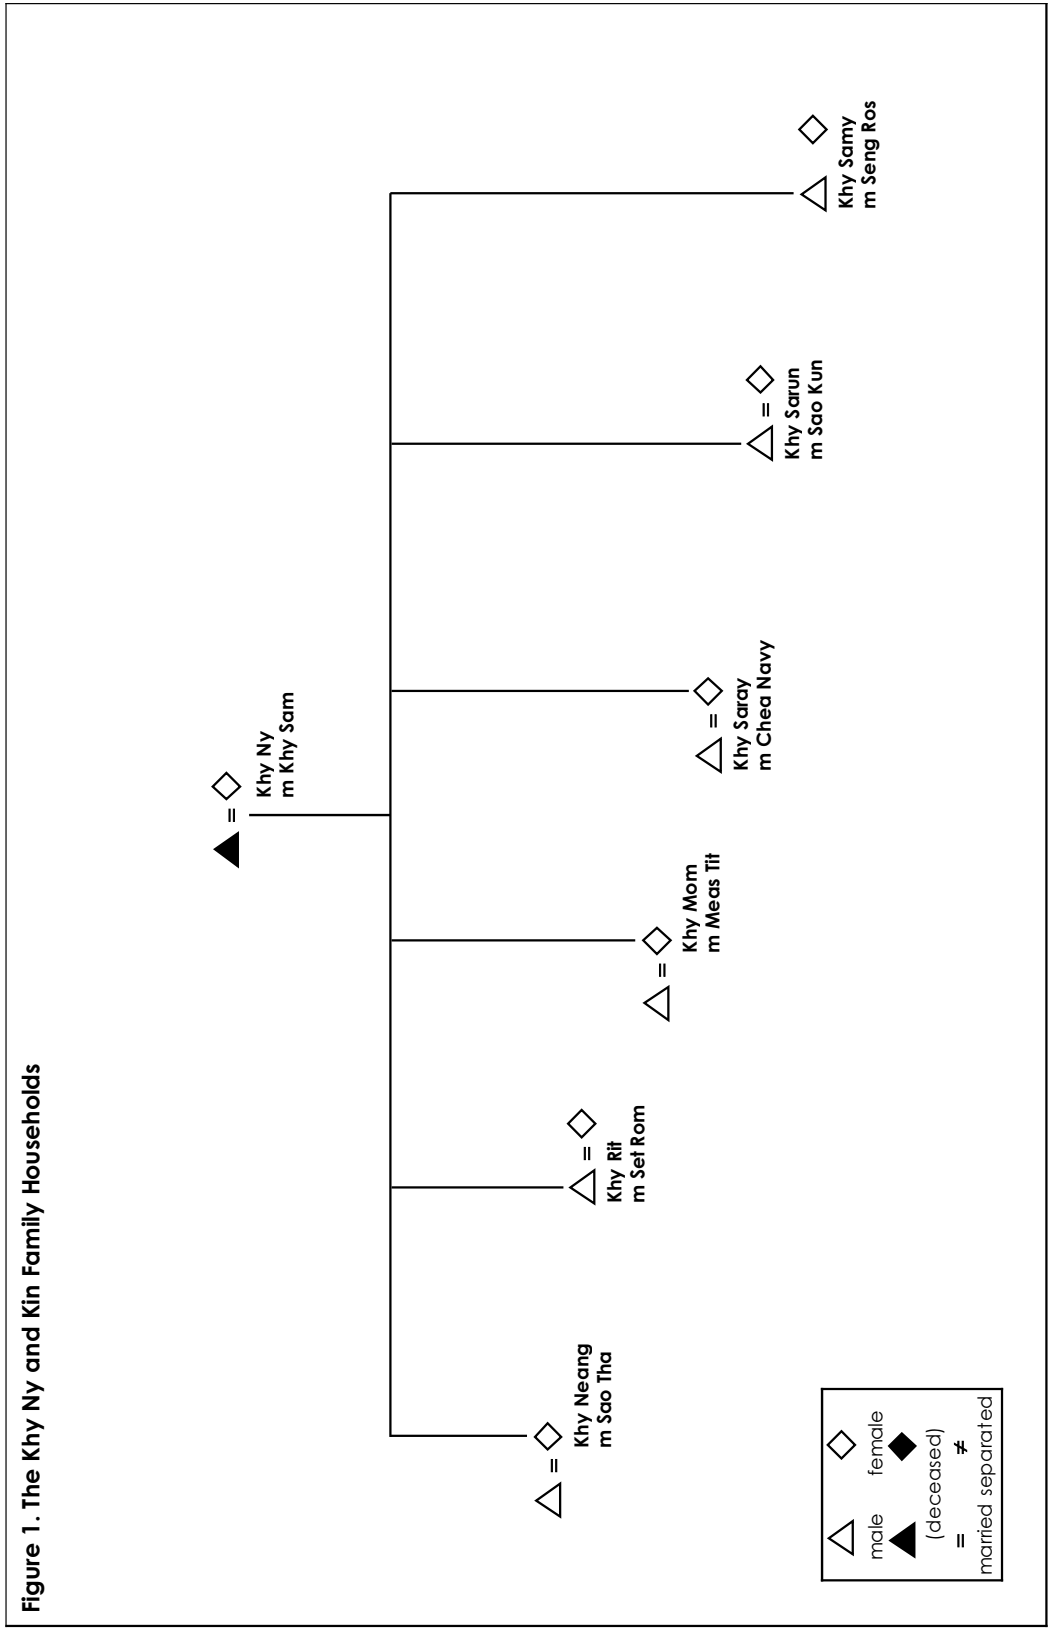 Figure 1. The Khy Ny and Kin Family Households
=
Khy Ny
m Khy Sam
=
Khy Neang
m Sao Tha
=
Khy Rit
m Set Rom
=
Khy Mom
m Meas Tit
=
Khy Saray
m Chea Navy
=
Khy Sarun
m Sao Kun
Khy Samy
m Seng Ros
male female
(deceased)
= ≠
married separated